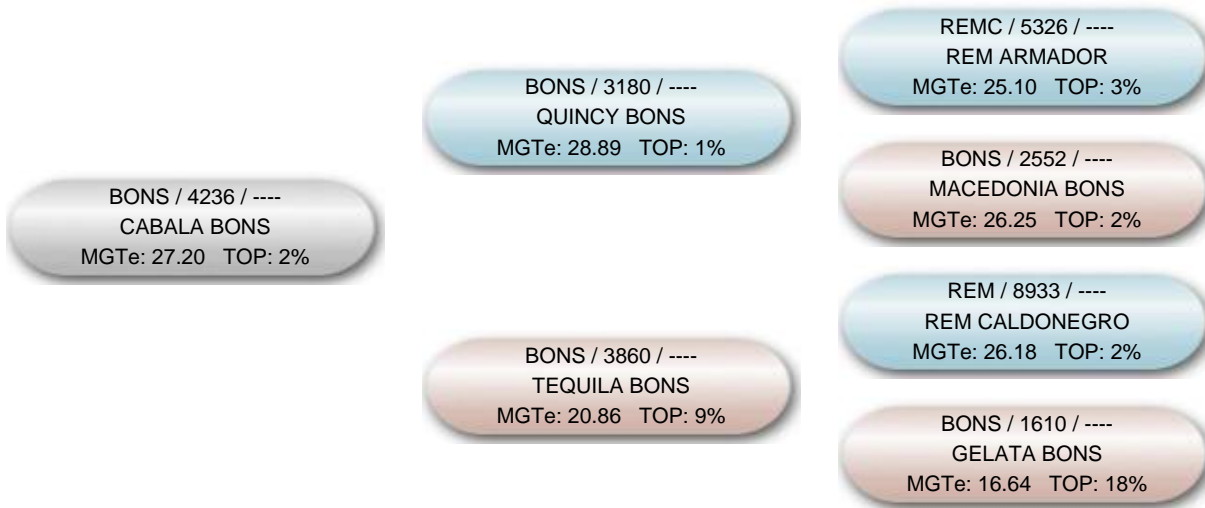 BONS / 4236 / ----
CABALA BONS
MGTe: 27.20 TOP: 2%
BONS / 3180 / ----
QUINCY BONS
MGTe: 28.89 TOP: 1%
BONS / 3860 / ----
TEQUILA BONS
MGTe: 20.86 TOP: 9%
REMC / 5326 / ----
REM ARMADOR
MGTe: 25.10 TOP: 3%
BONS / 2552 / ----
MACEDONIA BONS
MGTe: 26.25 TOP: 2%
REM / 8933 / ----
REM CALDONEGRO
MGTe: 26.18 TOP: 2%
BONS / 1610 / ----
GELATA BONS
MGTe: 16.64 TOP: 18%